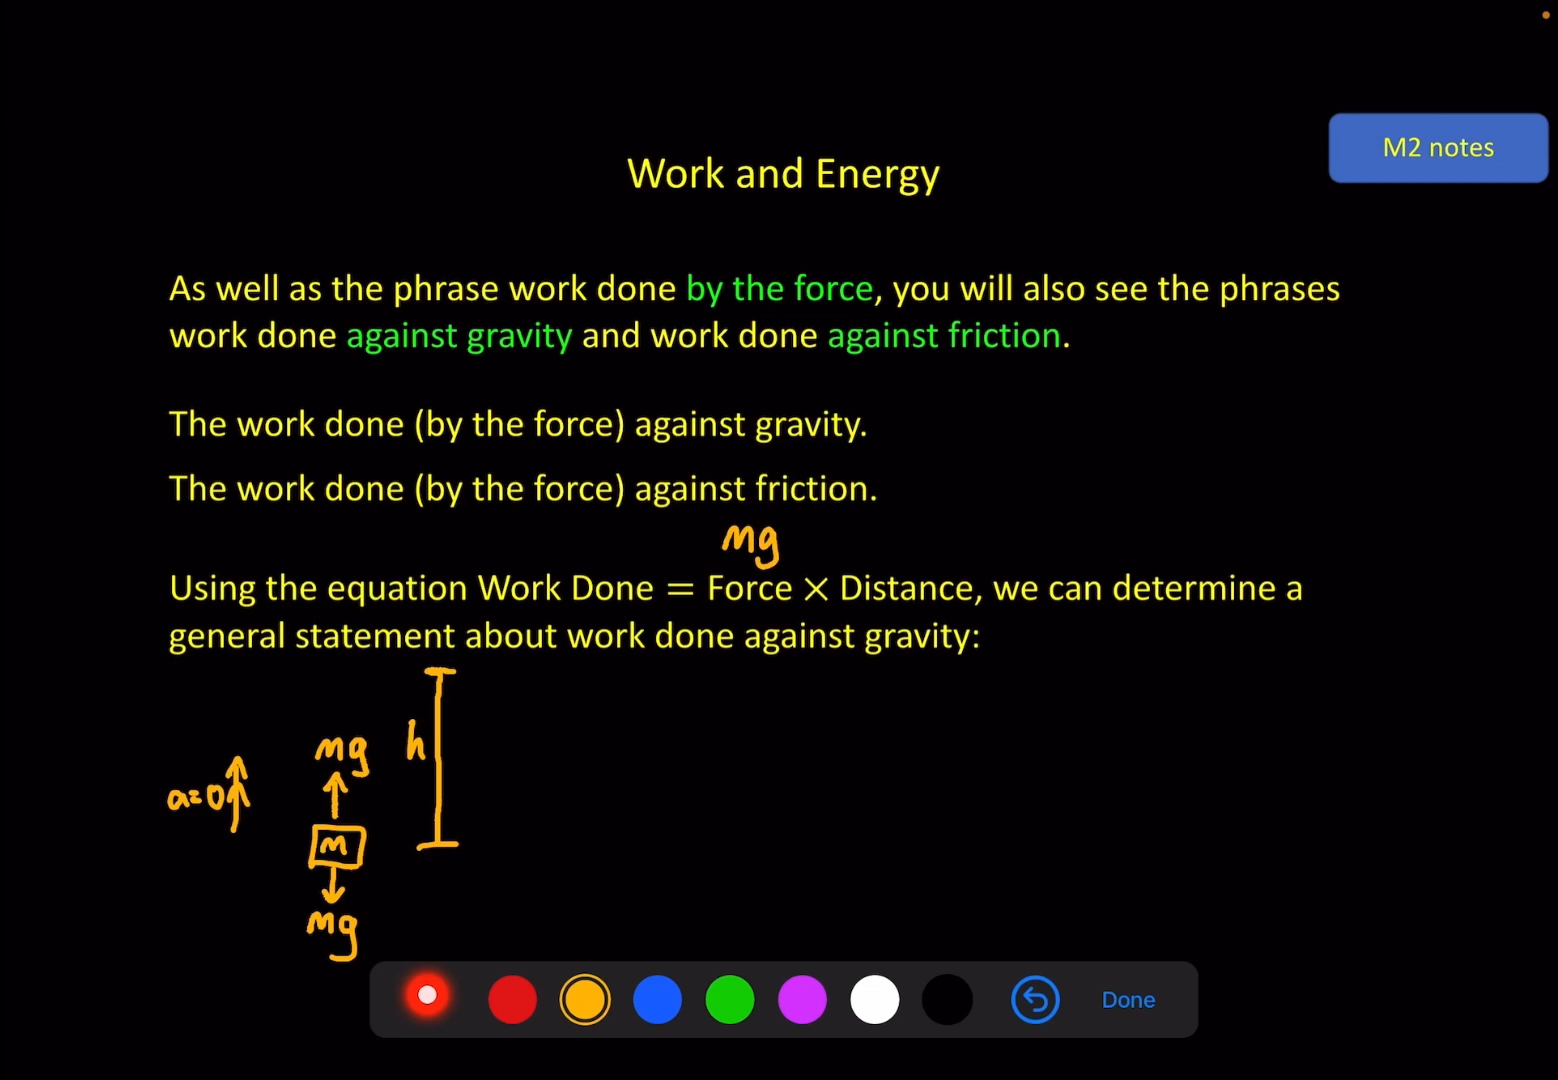 M2 notes
Work and Energy
As well as the phrase work done by the force, you will also see the phrases
work done against gravity and work done against friction.
The work done (by the force) against gravity.
The work done (by the force) against friction.
mg
Using the equation Work Done = Force × Distance, we can determine a
general statement about work done against gravity:
h
mg
a=0
m
mg
Done